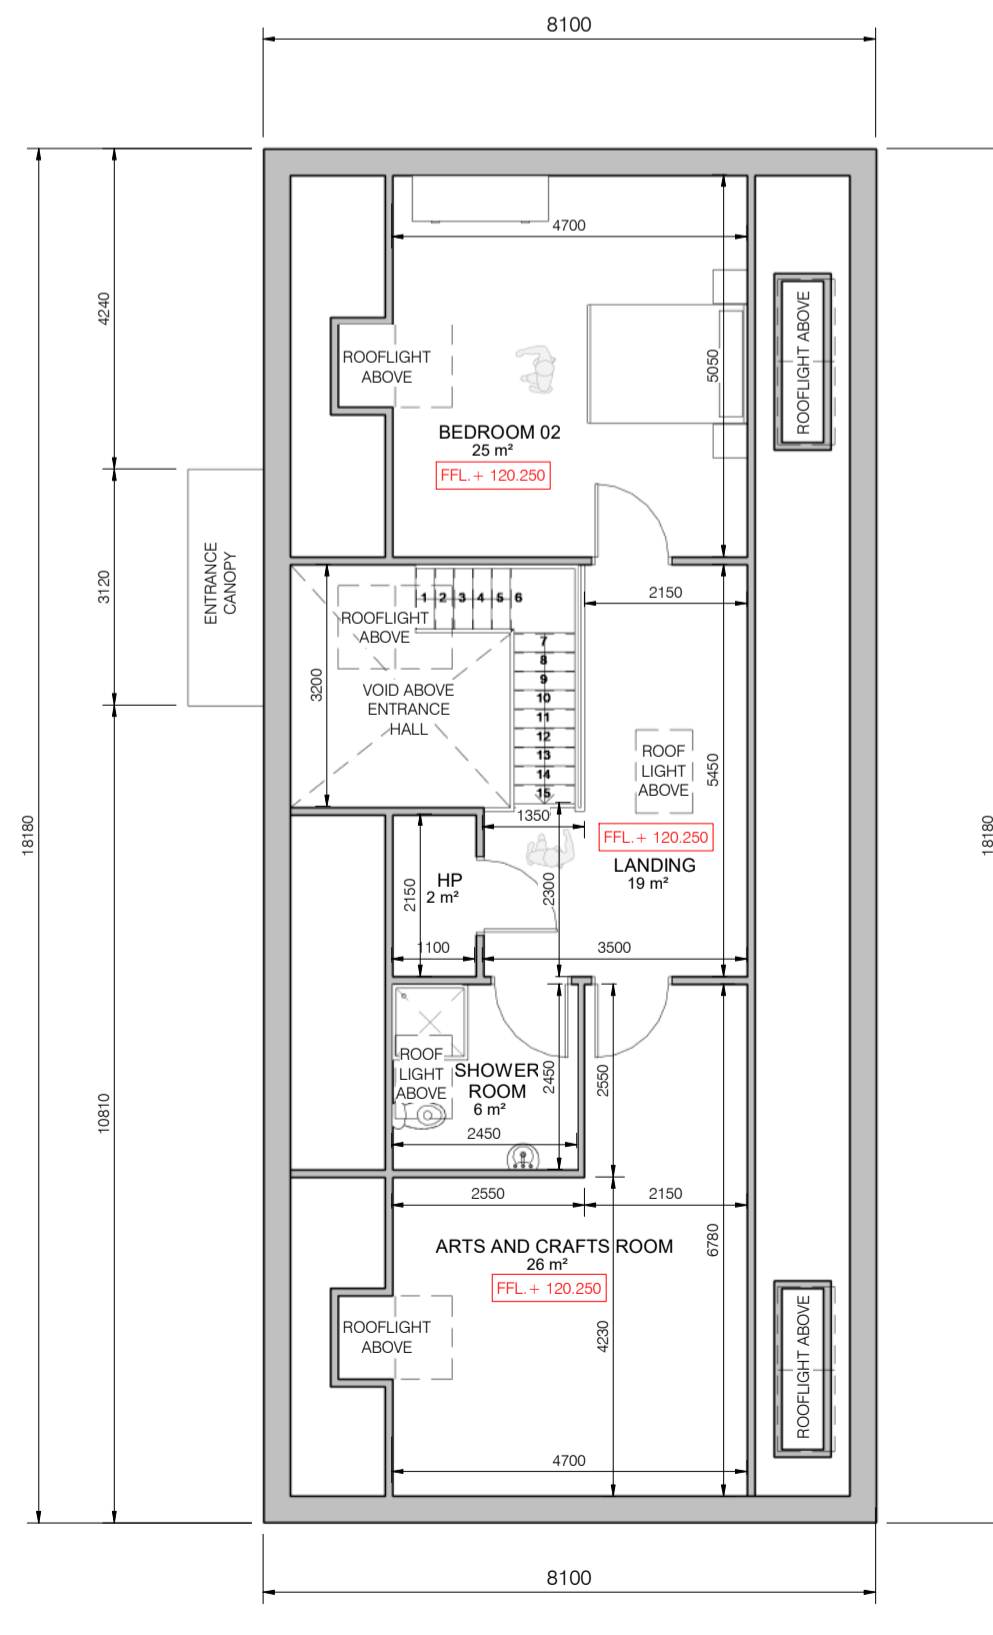 8100
4700
4240
ROOFLIGHT
ABOVE
5050
ROOFLIGHT ABOVE
BEDROOM 02
25 m²
FFL.+ 120.250
ENTRANCE
CANOPY
3120
1 2 3 4 5 6
2150
ROOFLIGHT
ABOVE
7
8
9
10
11
12
13
14
15
3200
VOID ABOVE
ENTRANCE
HALL
ROOF
LIGHT
ABOVE
5450
18180
18180
1350
FFL.+ 120.250
LANDING
19 m²
HP
2 m²
2150
2300
1100
3500
ROOF
LIGHT
ABOVE
SHOWER
ROOM
6 m²
2450
2550
2450
10810
2550
2150
6780
ARTS AND CRAFTS ROOM
26 m²
FFL.+ 120.250
ROOFLIGHT
ABOVE
4230
ROOFLIGHT ABOVE
4700
8100